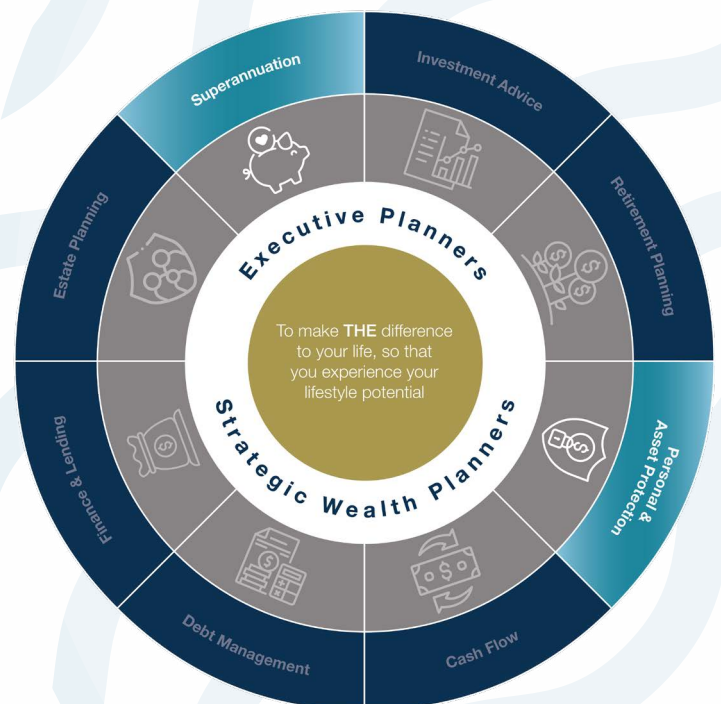 Superannuation
Investment Advice
Retirement Planning
Personal &
Asset Protection
Cash Flow
Debt Management
Finance & Lending
Estate Planning
Executive Planners
To make THE difference
to your life, so that
you experience your
lifestyle potential
Strategic Wealth Planners